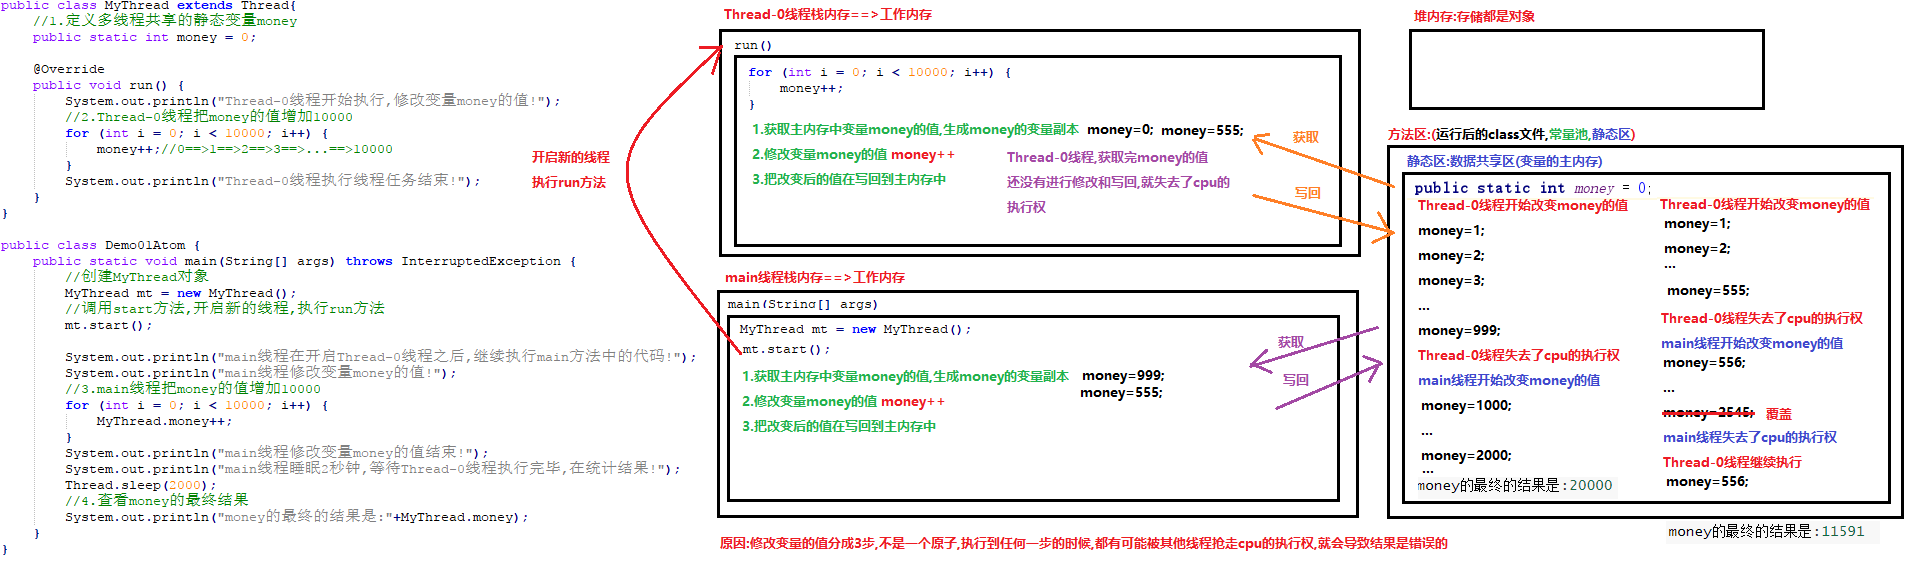 public class MyThread extends Thread{
//1.定义多线程共享的静态变量money
public static int money = 0;
@Override
public void run() {
System.out.println("Thread-0线程开始执行,修改变量money的值!");
//2.Thread-0线程把money的值增加10000
for (int i = 0; i < 10000; i++) {
money++;//0==>1==>2==>3==>...==>10000
}
System.out.println("Thread-0线程执行线程任务结束!");
}
}
public class Demo01Atom {
public static void main(String[] args) throws InterruptedException {
//创建MyThread对象
MyThread mt = new MyThread();
//调用start方法,开启新的线程,执行run方法
mt.start();
System.out.println("main线程在开启Thread-0线程之后,继续执行main方法中的代码!");
System.out.println("main线程修改变量money的值!");
//3.main线程把money的值增加10000
for (int i = 0; i < 10000; i++) {
MyThread.money++;
}
System.out.println("main线程修改变量money的值结束!");
System.out.println("main线程睡眠2秒钟,等待Thread-0线程执行完毕,在统计结果!");
Thread.sleep(2000);
//4.查看money的最终结果
System.out.println("money的最终的结果是:"+MyThread.money);
}
}
开启新的线程
执行run方法
Thread-0线程栈内存==>工作内存
run()
for (int i = 0; i < 10000; i++) {
money++;
}
1.获取主内存中变量money的值,生成money的变量副本 money=0; money=555;
2.修改变量money的值 money++
3.把改变后的值在写回到主内存中
Thread-0线程,获取完money的值
还没有进行修改和写回,就失去了cpu的
执行权
获取
写回
main线程栈内存==>工作内存
main(String[] args)
MyThread mt = new MyThread();
mt.start();
1.获取主内存中变量money的值,生成money的变量副本 money=999;
money=555;
2.修改变量money的值 money++
3.把改变后的值在写回到主内存中
获取
写回
原因:修改变量的值分成3步,不是一个原子,执行到任何一步的时候,都有可能被其他线程抢走cpu的执行权,就会导致结果是错误的
堆内存:存储都是对象
方法区:(运行后的class文件,常量池,静态区)
静态区:数据共享区(变量的主内存)
public static int money = 0;
Thread-0线程开始改变money的值
money=1;
money=2;
money=3;
...
money=999;
Thread-0线程失去了cpu的执行权
main线程开始改变money的值
money=1000;
...
money=2000;
...
money的最终的结果是:20000
Thread-0线程开始改变money的值
money=1;
money=2;
...
money=555;
Thread-0线程失去了cpu的执行权
main线程开始改变money的值
money=556;
...
money=2545; 覆盖
main线程失去了cpu的执行权
Thread-0线程继续执行
money=556;
money的最终的结果是:11591